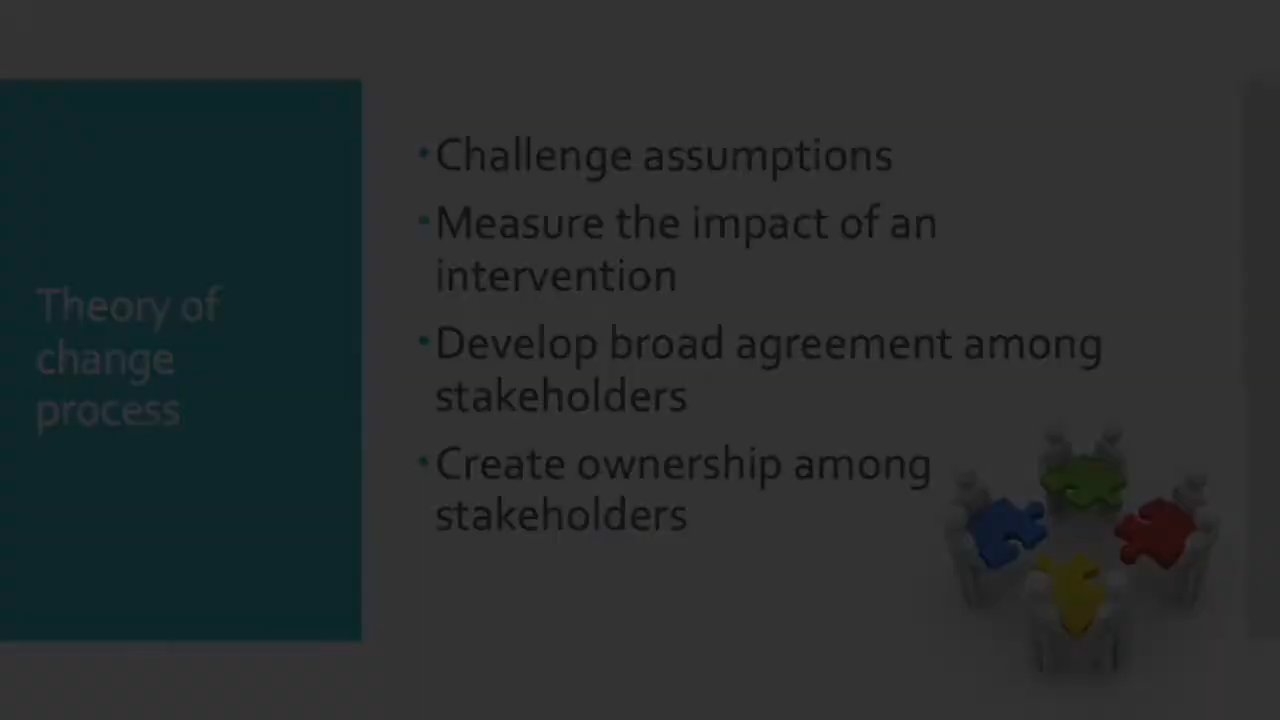 Theory of
change
process
• Challenge assumptions
• Measure the impact of an
intervention
• Develop broad agreement among
stakeholders
• Create ownership among
stakeholders